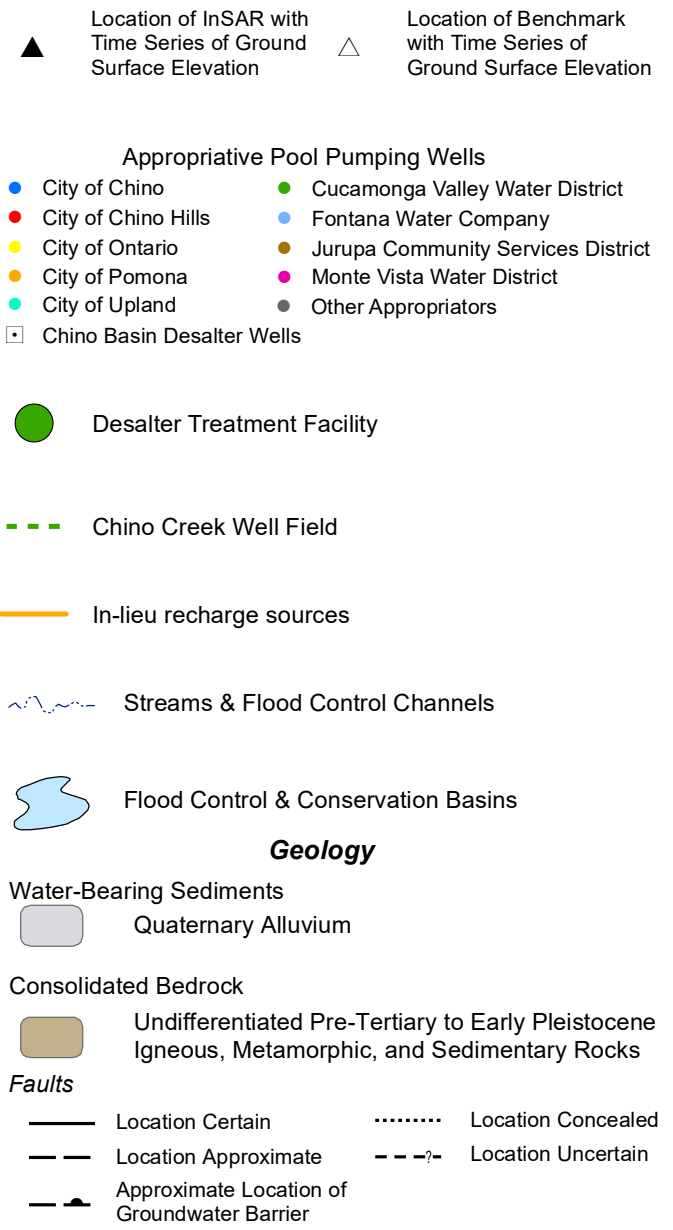 Location of InSAR with
Time Series of Ground
Surface Elevation
Location of Benchmark
with Time Series of
Ground Surface Elevation
Appropriative Pool Pumping Wells
City of Chino
City of Chino Hills
City of Ontario
City of Pomona
City of Upland
Chino Basin Desalter Wells
Cucamonga Valley Water District
Fontana Water Company
Jurupa Community Services District
Monte Vista Water District
Other Appropriators
Desalter Treatment Facility
Chino Creek Well Field
In-lieu recharge sources
Streams & Flood Control Channels
Flood Control & Conservation Basins
Geology
Water-Bearing Sediments
Quaternary Alluvium
Consolidated Bedrock
Undifferentiated Pre-Tertiary to Early Pleistocene
Igneous, Metamorphic, and Sedimentary Rocks
Faults
Location Certain
Location Approximate
Approximate Location of
Groundwater Barrier
Location Concealed
?
Location Uncertain